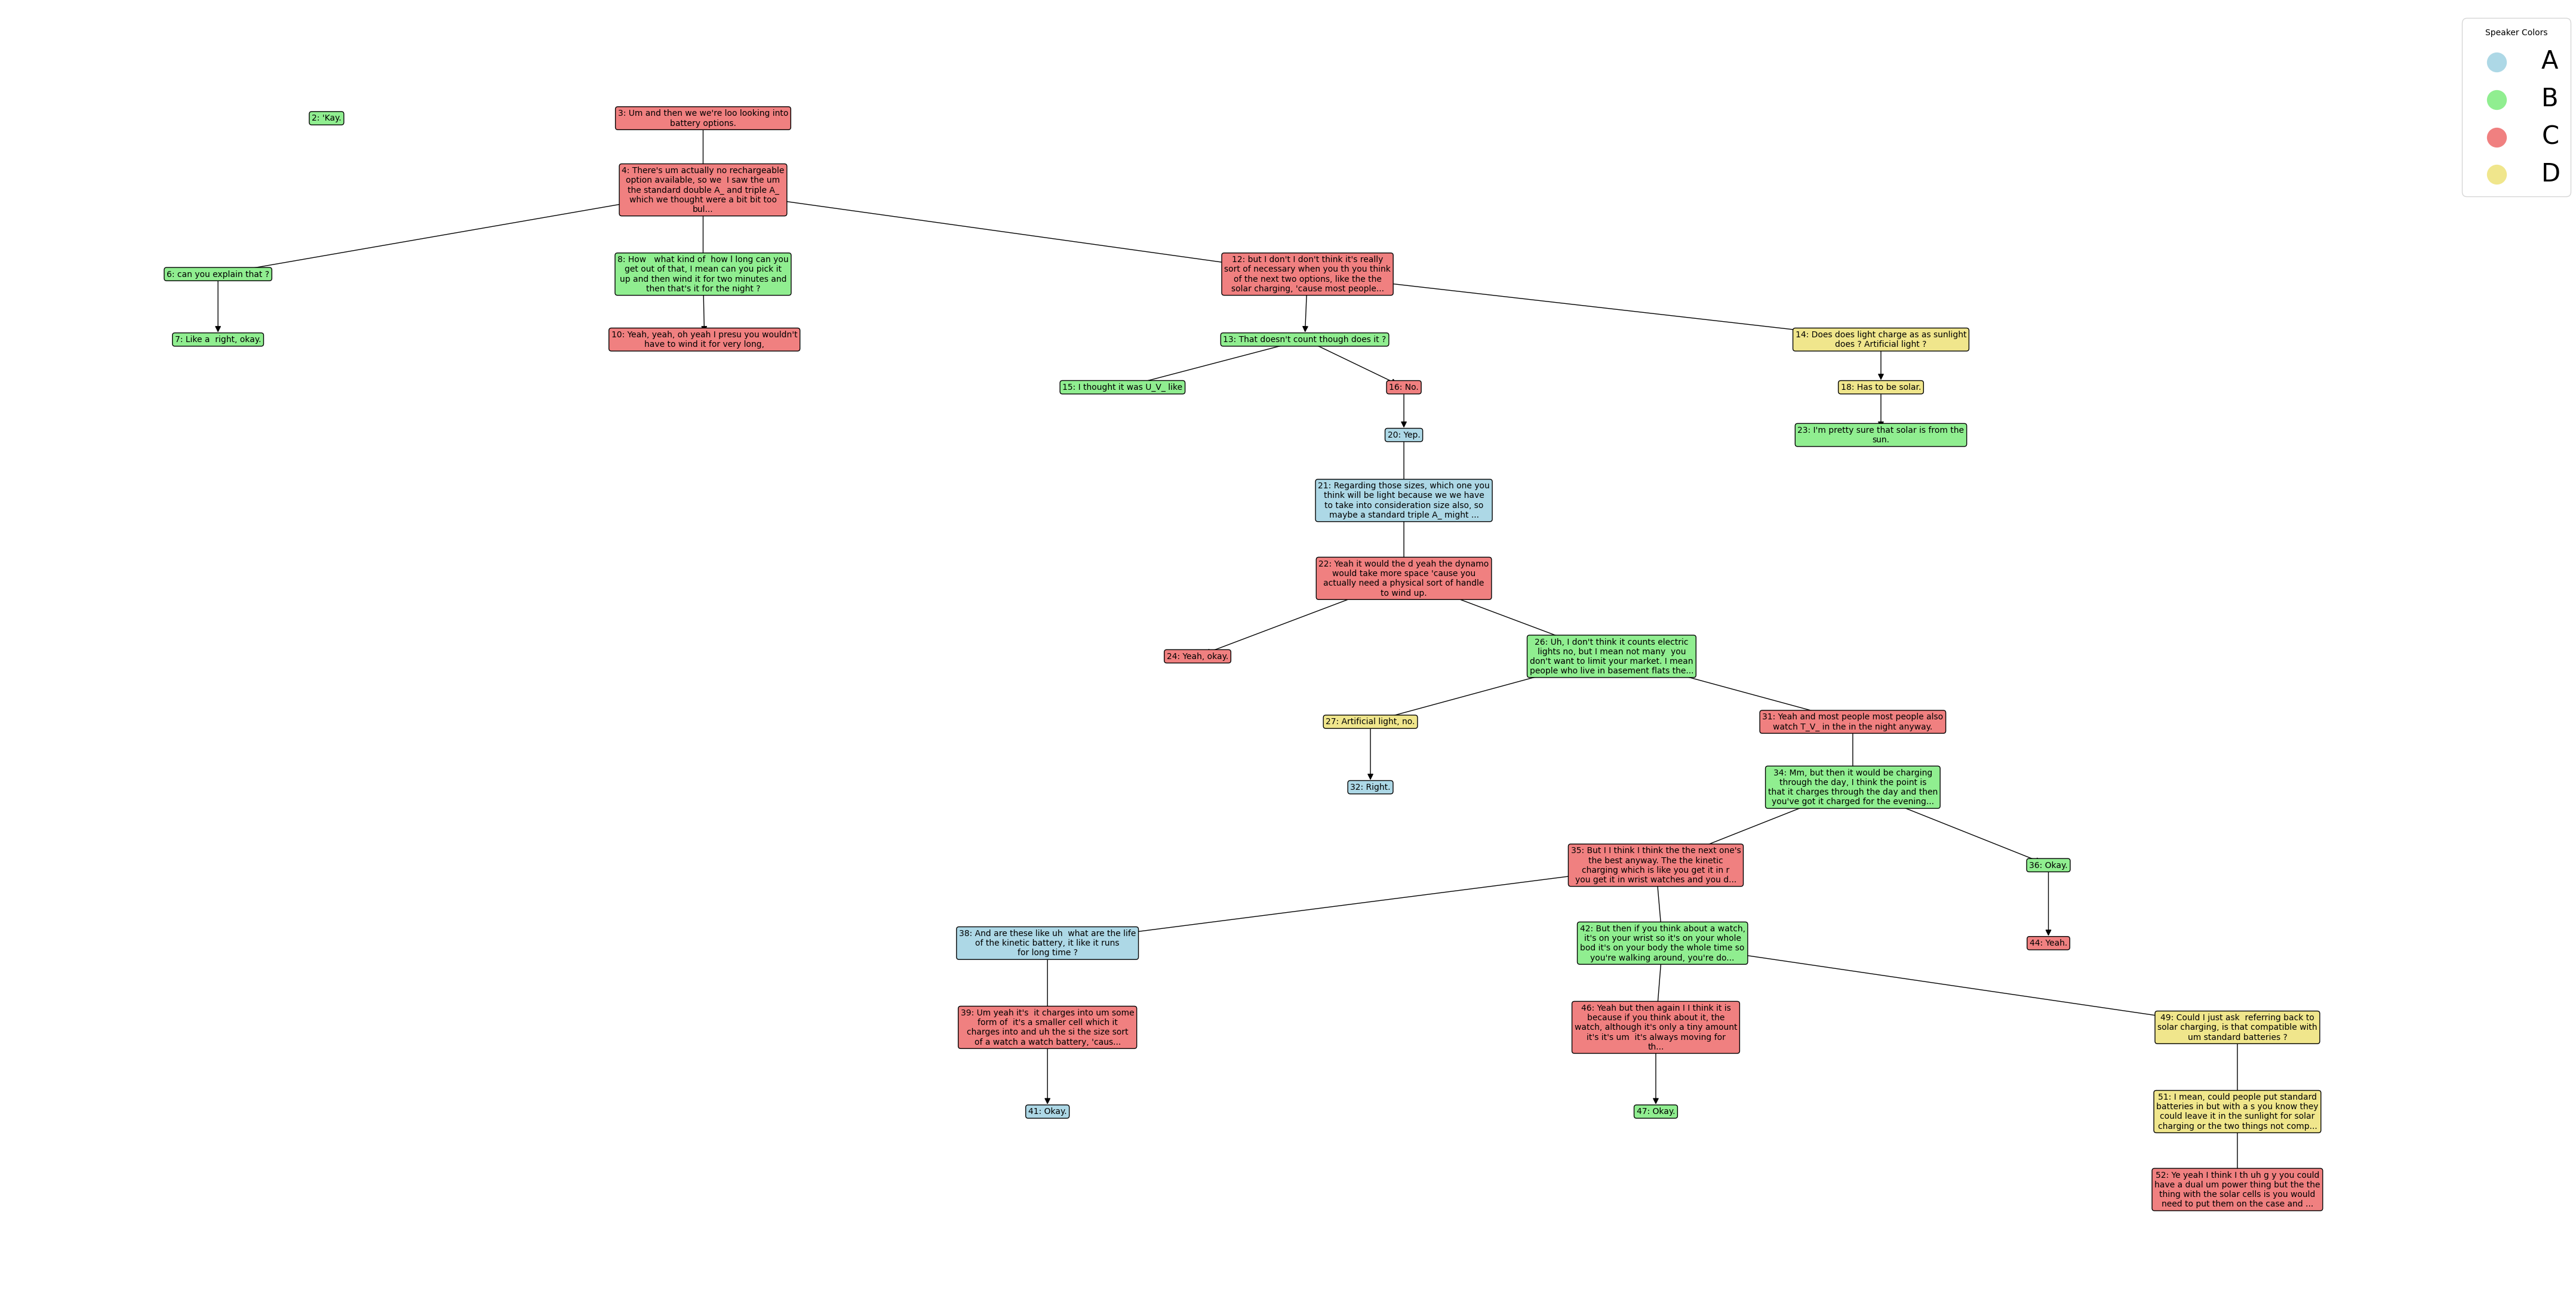 Speaker Colors
A
B
C
D
2: 'Kay.
3: Um and then we we're loo looking into
battery options.
4: There's um actually no rechargeable
option available, so we  I saw the um
the standard double A_ and triple A_
which we thought were a bit bit too
bul...
6: can you explain that ?
8: How   what kind of  how l long can you
get out of that, I mean can you pick it
up and then wind it for two minutes and
then that's it for the night ?
12: but I don't I don't think it's really
sort of necessary when you th you think
of the next two options, like the the
solar charging, 'cause most people...
7: Like a  right, okay.
10: Yeah, yeah, oh yeah I presu you wouldn't
have to wind it for very long,
13: That doesn't count though does it ?
14: Does does light charge as as sunlight
does ? Artificial light ?
15: I thought it was U_V_ like
16: No.
18: Has to be solar.
20: Yep.
23: I'm pretty sure that solar is from the
sun.
21: Regarding those sizes, which one you
think will be light because we we have
to take into consideration size also, so
maybe a standard triple A_ might ...
22: Yeah it would the d yeah the dynamo
would take more space 'cause you
actually need a physical sort of handle
to wind up.
24: Yeah, okay.
26: Uh, I don't think it counts electric
lights no, but I mean not many  you
don't want to limit your market. I mean
people who live in basement flats the...
27: Artificial light, no.
31: Yeah and most people most people also
watch T_V_ in the in the night anyway.
32: Right.
34: Mm, but then it would be charging
through the day, I think the point is
that it charges through the day and then
you've got it charged for the evening...
35: But I I think I think the the next one's
the best anyway. The the kinetic
charging which is like you get it in r
you get it in wrist watches and you d...
36: Okay.
38: And are these like uh  what are the life
of the kinetic battery, it like it runs
for long time ?
42: But then if you think about a watch,
it's on your wrist so it's on your whole
bod it's on your body the whole time so
you're walking around, you're do...
44: Yeah.
39: Um yeah it's  it charges into um some
form of  it's a smaller cell which it
charges into and uh the si the size sort
of a watch a watch battery, 'caus...
46: Yeah but then again I I think it is
because if you think about it, the
watch, although it's only a tiny amount
it's it's um  it's always moving for
th...
49: Could I just ask  referring back to
solar charging, is that compatible with
um standard batteries ?
41: Okay.
47: Okay.
51: I mean, could people put standard
batteries in but with a s you know they
could leave it in the sunlight for solar
charging or the two things not comp...
52: Ye yeah I think I th uh g y you could
have a dual um power thing but the the
thing with the solar cells is you would
need to put them on the case and ...